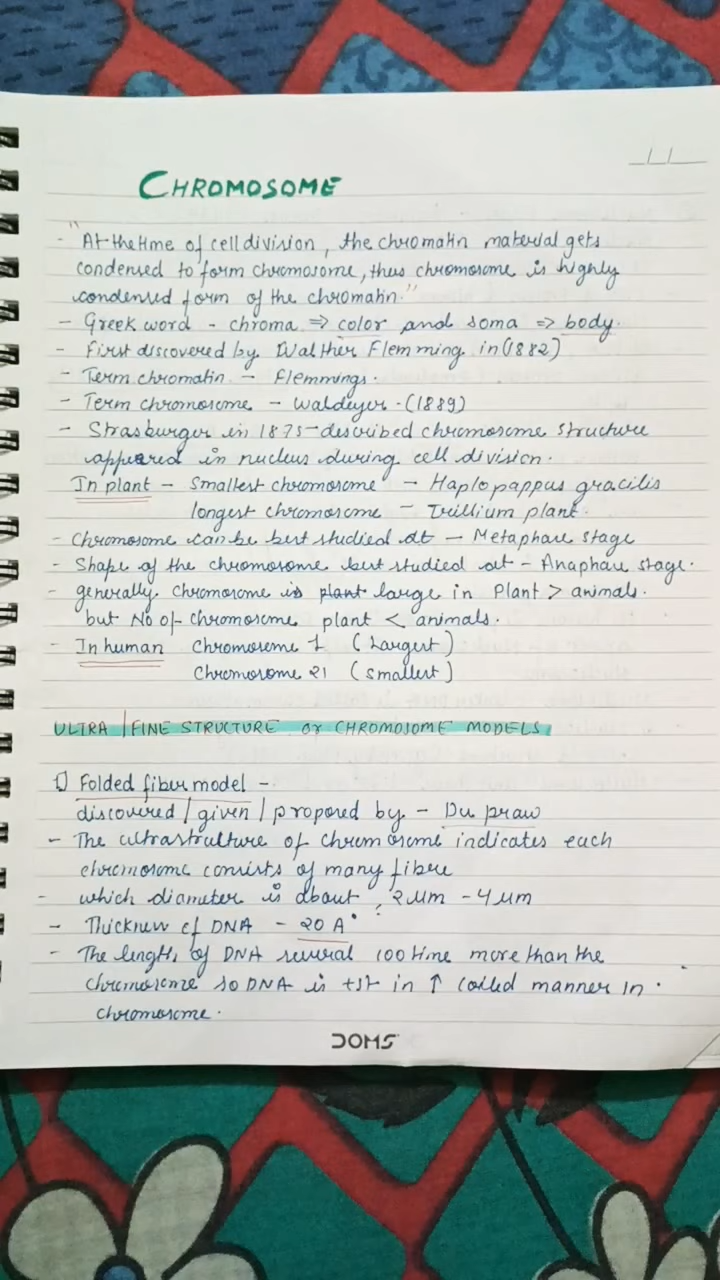 CHROMOSOME
- "At the time of cell division, the chromatin material gets
condensed to form chromosome, thus chromosome is highly
condensed form of the chromatin."
- Greek word - chroma ⇒ color and soma ⇒ body.
- First discovered by Walther Flemming in (1882)
- Term chromatin - Flemmings.
- Term chromosome - Waldeyer - (1889)
- Strasburger in 1875 - described chromosome structure
appeared in nucleus during cell division.
In plant - Smallest chromosome - Haplopappus gracilis
longest chromosome - Trillium plant.
- Chromosome can be best studied at - Metaphase stage
- Shape of the chromosome best studied at - Anaphase stage.
- generally chromosome is plant large in Plant > animals.
but No of chromosome plant < animals.
- In human Chromosome 1 (Largest)
Chromosome 21 (smallest)
ULTRA / FINE STRUCTURE or CHROMOSOME MODELS
1) Folded fiber model -
discovered / given / propored by - Du praw
- The ultrastrulture of chromosome indicates each
chromosome consists of many fibre
- which diameter is about 2 µm - 4 µm
- Thickness of DNA - 20 A°
- The length of DNA several 100 time more than the
chromosome so DNA is +st in ↑ coiled manner in.
chromosome.
DOMS